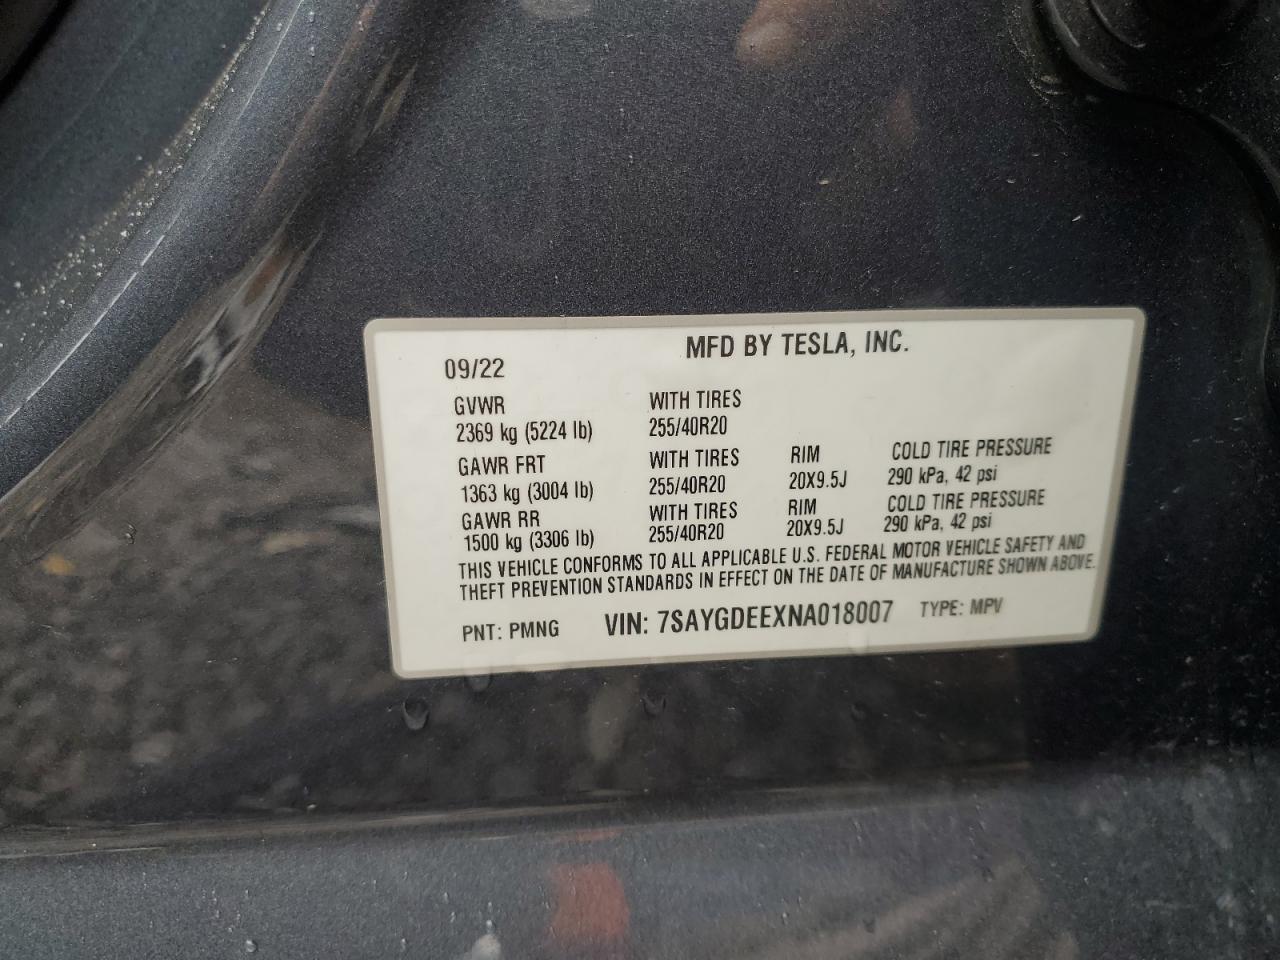 MFD BY TESLA, INC.
09/22
GVWR WITH TIRES
2369 kg (5224 lb) 255/40R20
GAWR FRT WITH TIRES RIM COLD TIRE PRESSURE
1363 kg (3004 lb) 255/40R20 20X9.5J 290 kPa, 42 psi
GAWR RR WITH TIRES RIM COLD TIRE PRESSURE
1500 kg (3306 lb) 255/40R20 20X9.5J 290 kPa, 42 psi
THIS VEHICLE CONFORMS TO ALL APPLICABLE U.S. FEDERAL MOTOR VEHICLE SAFETY AND
THEFT PREVENTION STANDARDS IN EFFECT ON THE DATE OF MANUFACTURE SHOWN ABOVE.
PNT: PMNG VIN: 7SAYGDEEXNA018007 TYPE: MPV